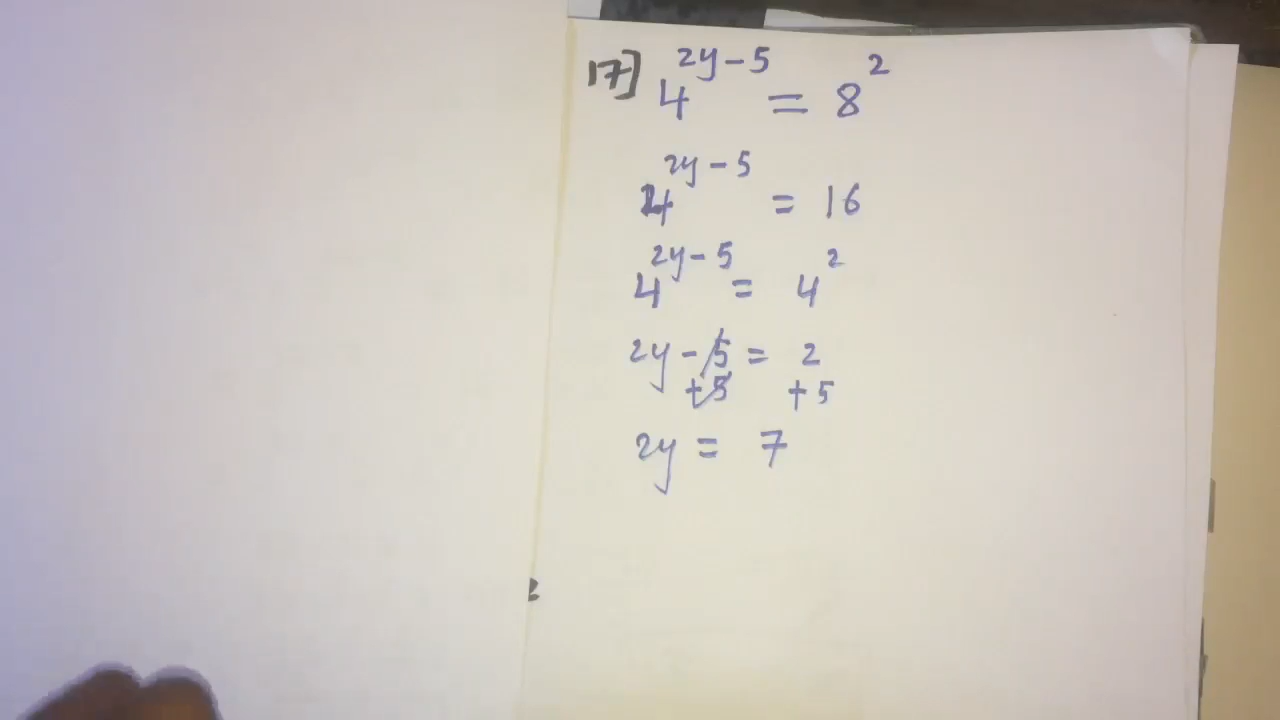 17] 4^{2y-5} = 8^2
4^{2y-5} = 16
4^{2y-5} = 4^2
2y - 5 = 2
+5 +5
2y = 7